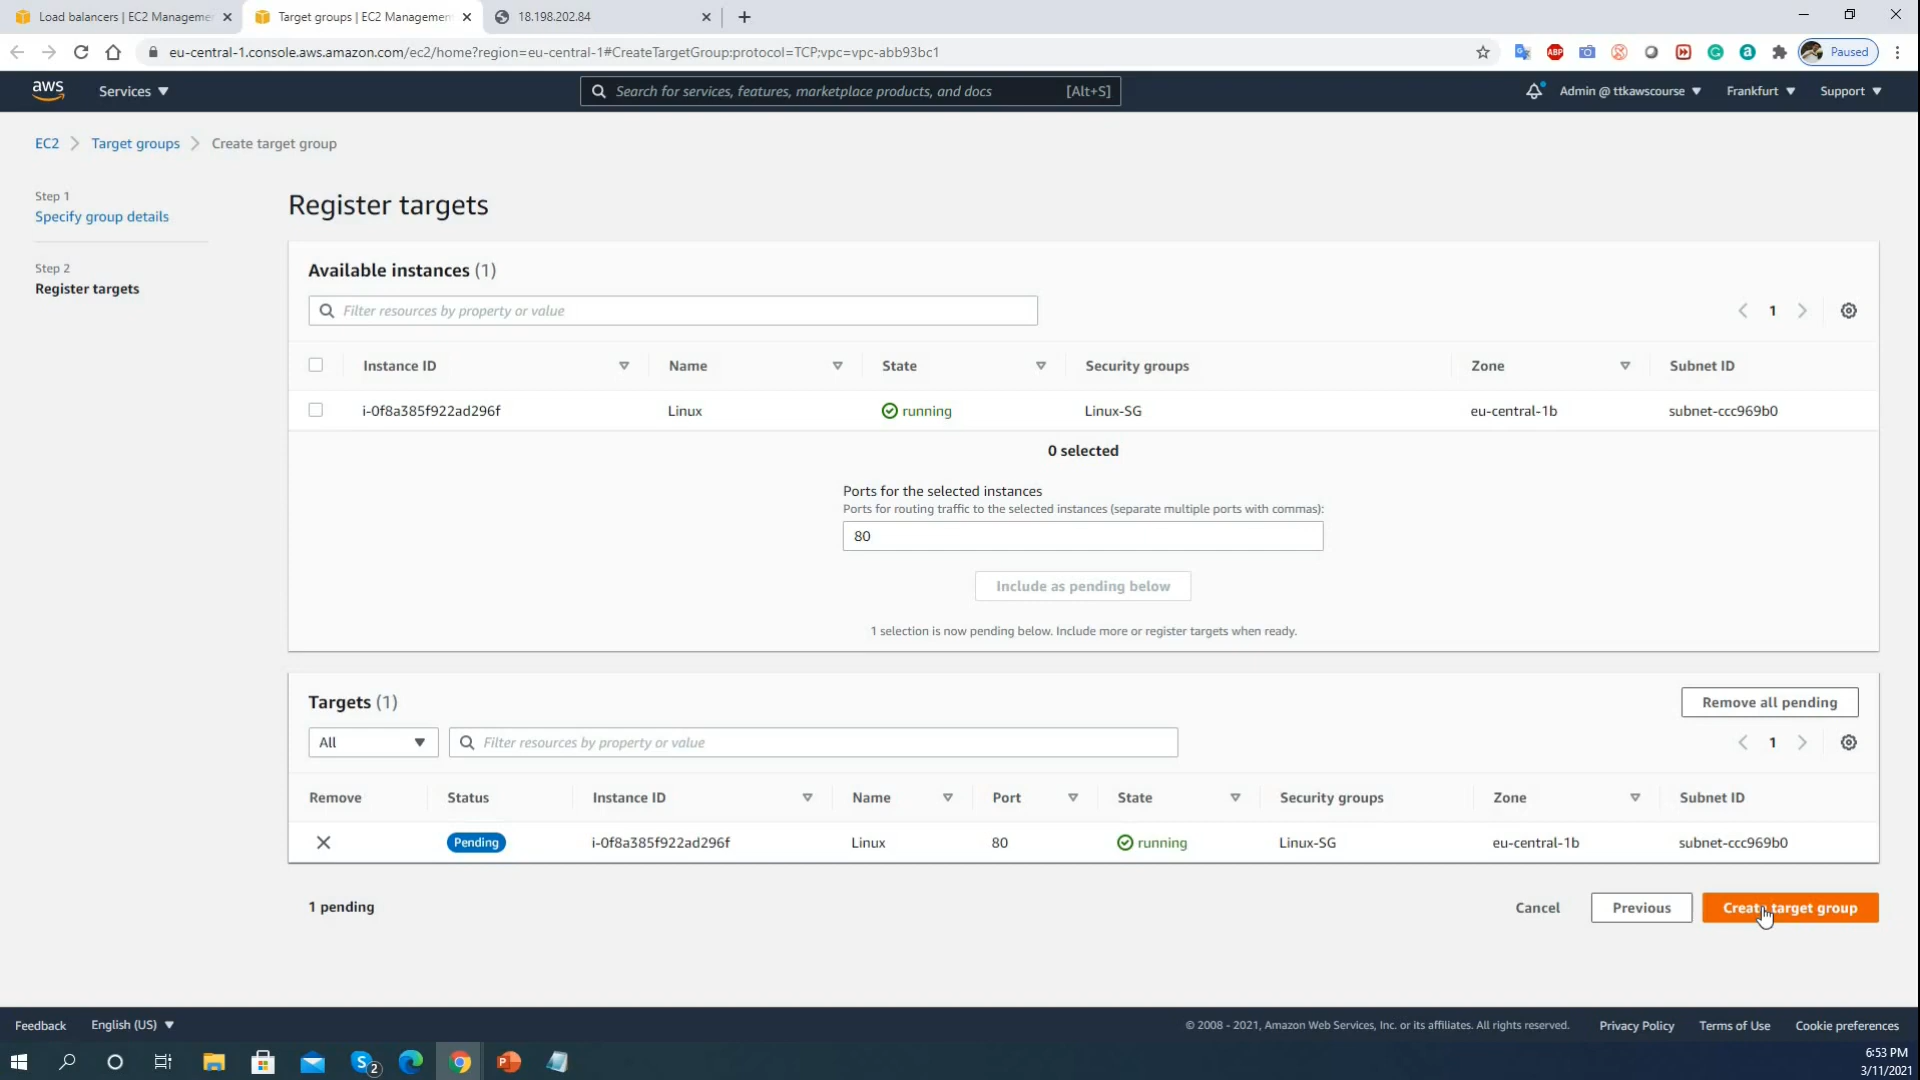 Load balancers | EC2 Manageme
Target groups | EC2 Managemen
18.198.202.84
eu-central-1.console.aws.amazon.com/ec2/home?region=eu-central-1#CreateTargetGroup:protocol=TCP;vpc=vpc-abb93bc1
ABP
Paused
aws
Services
Search for services, features, marketplace products, and docs
[Alt+S]
Admin @ ttkawscourse
Frankfurt
Support
EC2
Target groups
Create target group
Step 1
Specify group details
Step 2
Register targets
Register targets
Available instances (1)
Filter resources by property or value
1
Instance ID
Name
State
Security groups
Zone
Subnet ID
i-0f8a385f922ad296f
Linux
running
Linux-SG
eu-central-1b
subnet-ccc969b0
0 selected
Ports for the selected instances
Ports for routing traffic to the selected instances (separate multiple ports with commas):
80
Include as pending below
1 selection is now pending below. Include more or register targets when ready.
Targets (1)
Remove all pending
All
Filter resources by property or value
1
Remove
Status
Instance ID
Name
Port
State
Security groups
Zone
Subnet ID
Pending
i-0f8a385f922ad296f
Linux
80
running
Linux-SG
eu-central-1b
subnet-ccc969b0
1 pending
Cancel
Previous
Create target group
Feedback
English (US)
© 2008 - 2021, Amazon Web Services, Inc. or its affiliates. All rights reserved.
Privacy Policy
Terms of Use
Cookie preferences
6:53 PM
3/11/2021